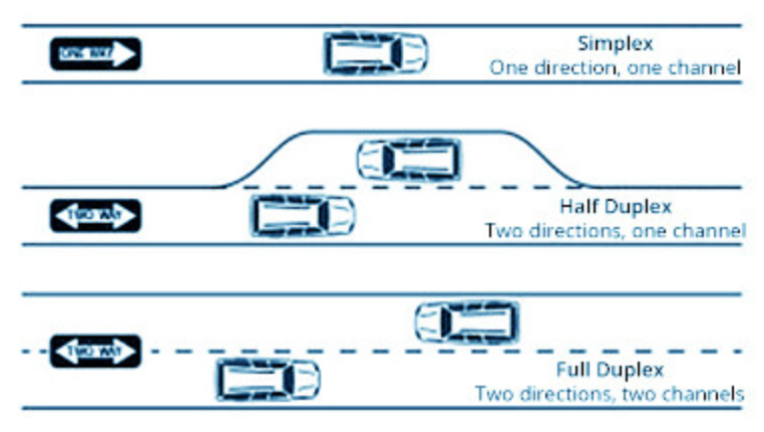 ONE WAY
Simplex
One direction, one channel
TWO WAY
Half Duplex
Two directions, one channel
TWO WAY
Full Duplex
Two directions, two channels